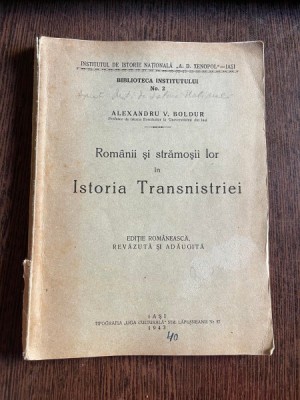 INSTITUTUL DE ISTORIE NAȚIONALĂ „A. D. XENOPOL”—IAȘI
BIBLIOTECA INSTITUTULUI
No. 2
ALEXANDRU V. BOLDUR
Românii și strămoșii lor
în
Istoria Transnistriei
EDIȚIE ROMÂNEASCĂ,
REVĂZUTĂ ȘI ADĂUGITĂ
IAȘI
1943
40